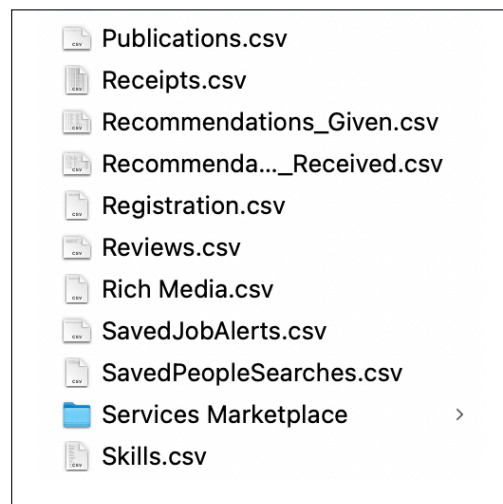 Publications.csv
Receipts.csv
Recommendations_Given.csv
Recommenda..._Received.csv
Registration.csv
Reviews.csv
Rich Media.csv
SavedJobAlerts.csv
SavedPeopleSearches.csv
Services Marketplace
Skills.csv